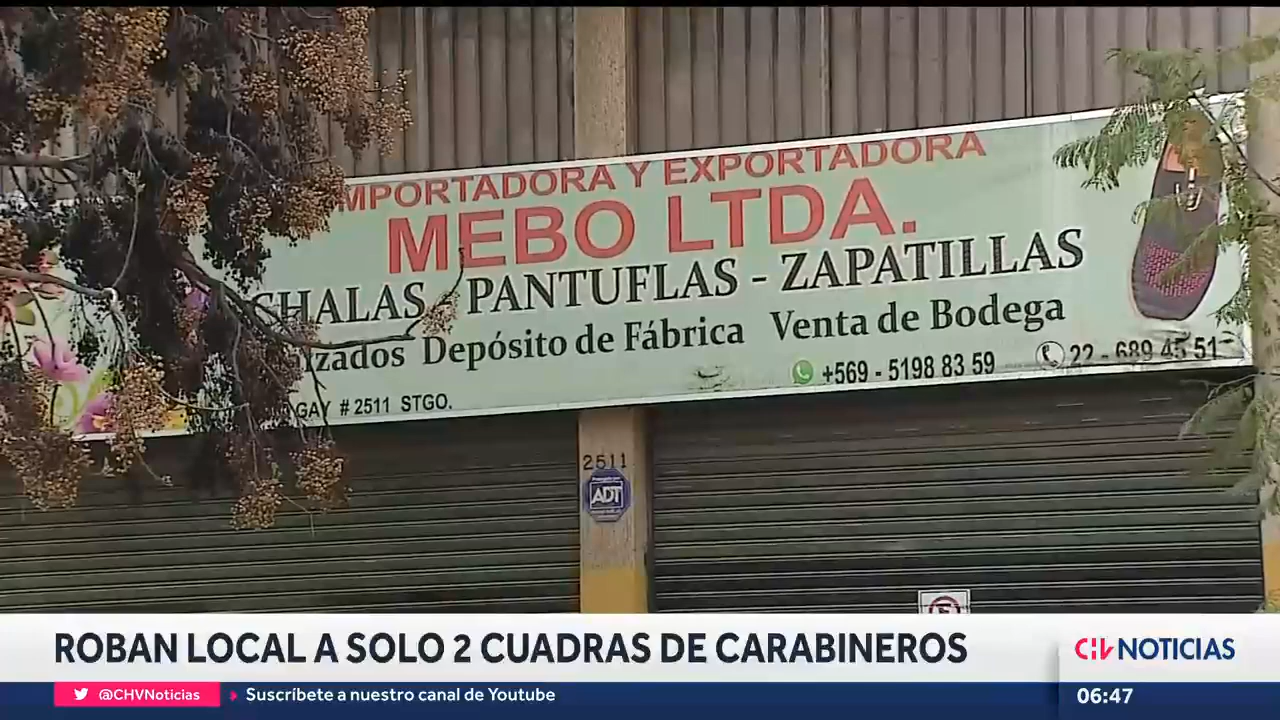 IMPORTADORA Y EXPORTADORA
MEBO LTDA.
CHALAS - PANTUFLAS - ZAPATILLAS
Depósito de Fábrica Venta de Bodega
+569 - 5198 83 59 22 - 689 45 51
GAY # 2511 STGO.
2511
ADT
ROBAN LOCAL A SOLO 2 CUADRAS DE CARABINEROS
CHV NOTICIAS
@CHVNoticias Suscríbete a nuestro canal de Youtube
06:47